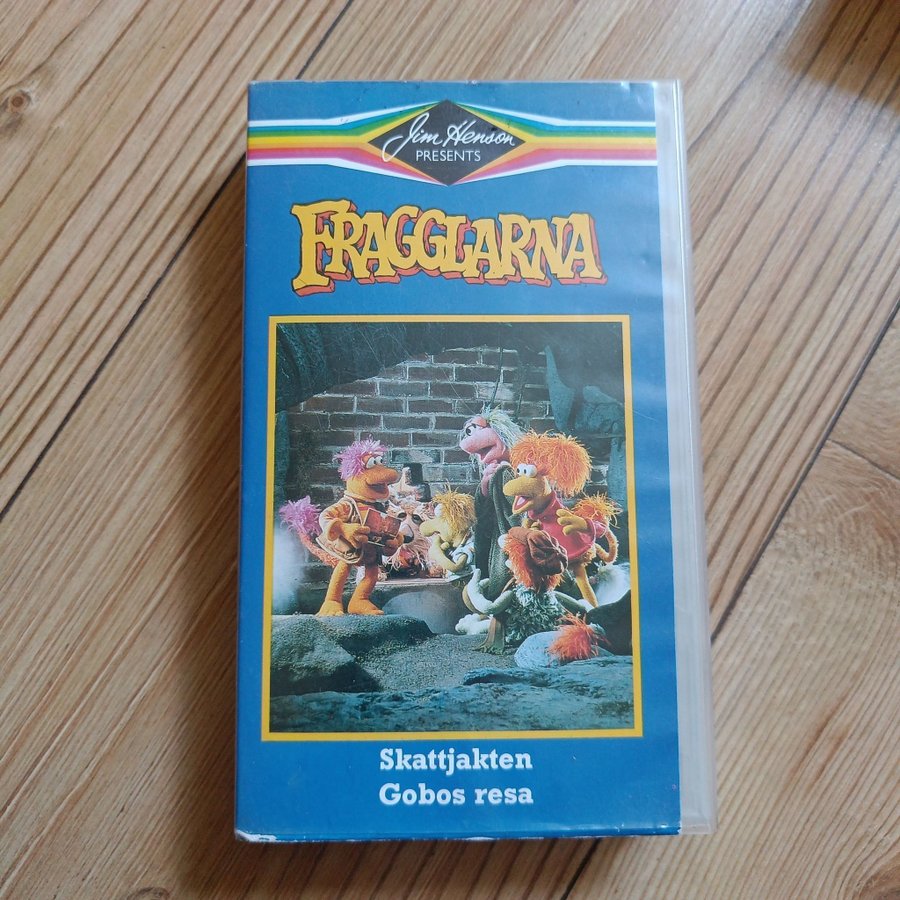 Jim Henson
PRESENTS
FRAGGLARNA
Skattjakten
Gobos resa